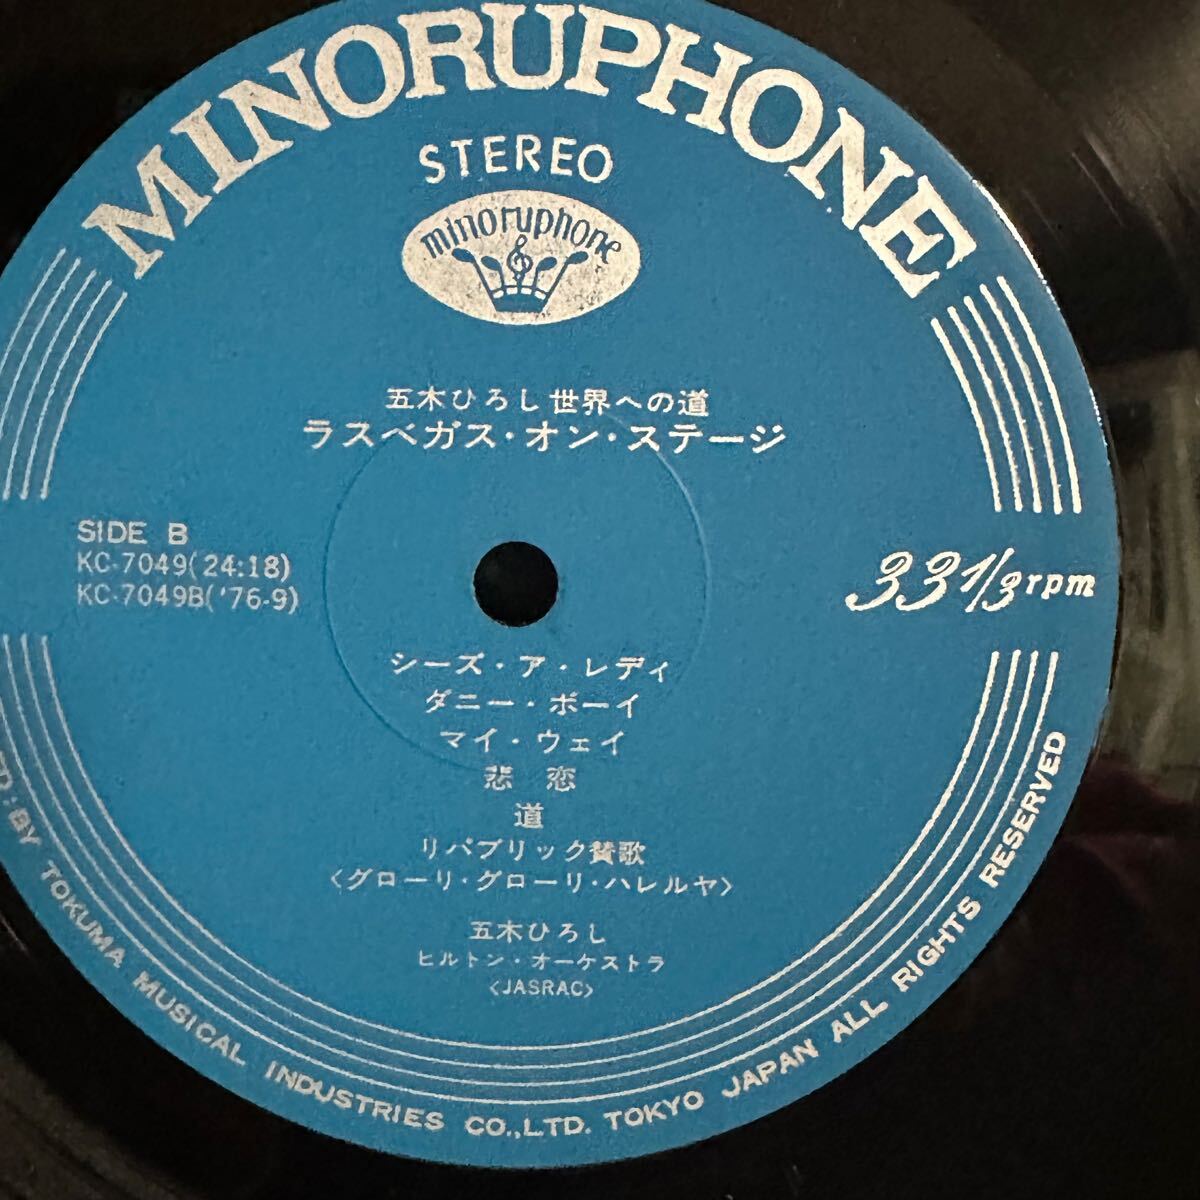 MINORUPHONE
STEREO
minoruphone
五木ひろし世界への道
ラスベガス・オン・ステージ
SIDE B
KC-7049(24:18)
KC-7049B('76-9)
33 1/3 rpm
シーズ・ア・レディ
ダニー・ボーイ
マイ・ウェイ
悲恋
道
リパブリック賛歌
〈グローリ・グローリ・ハレルヤ〉
五木ひろし
ヒルトン・オーケストラ
〈JASRAC〉
BY TOKUMA MUSICAL INDUSTRIES CO.,LTD. TOKYO JAPAN ALL RIGHTS RESERVED